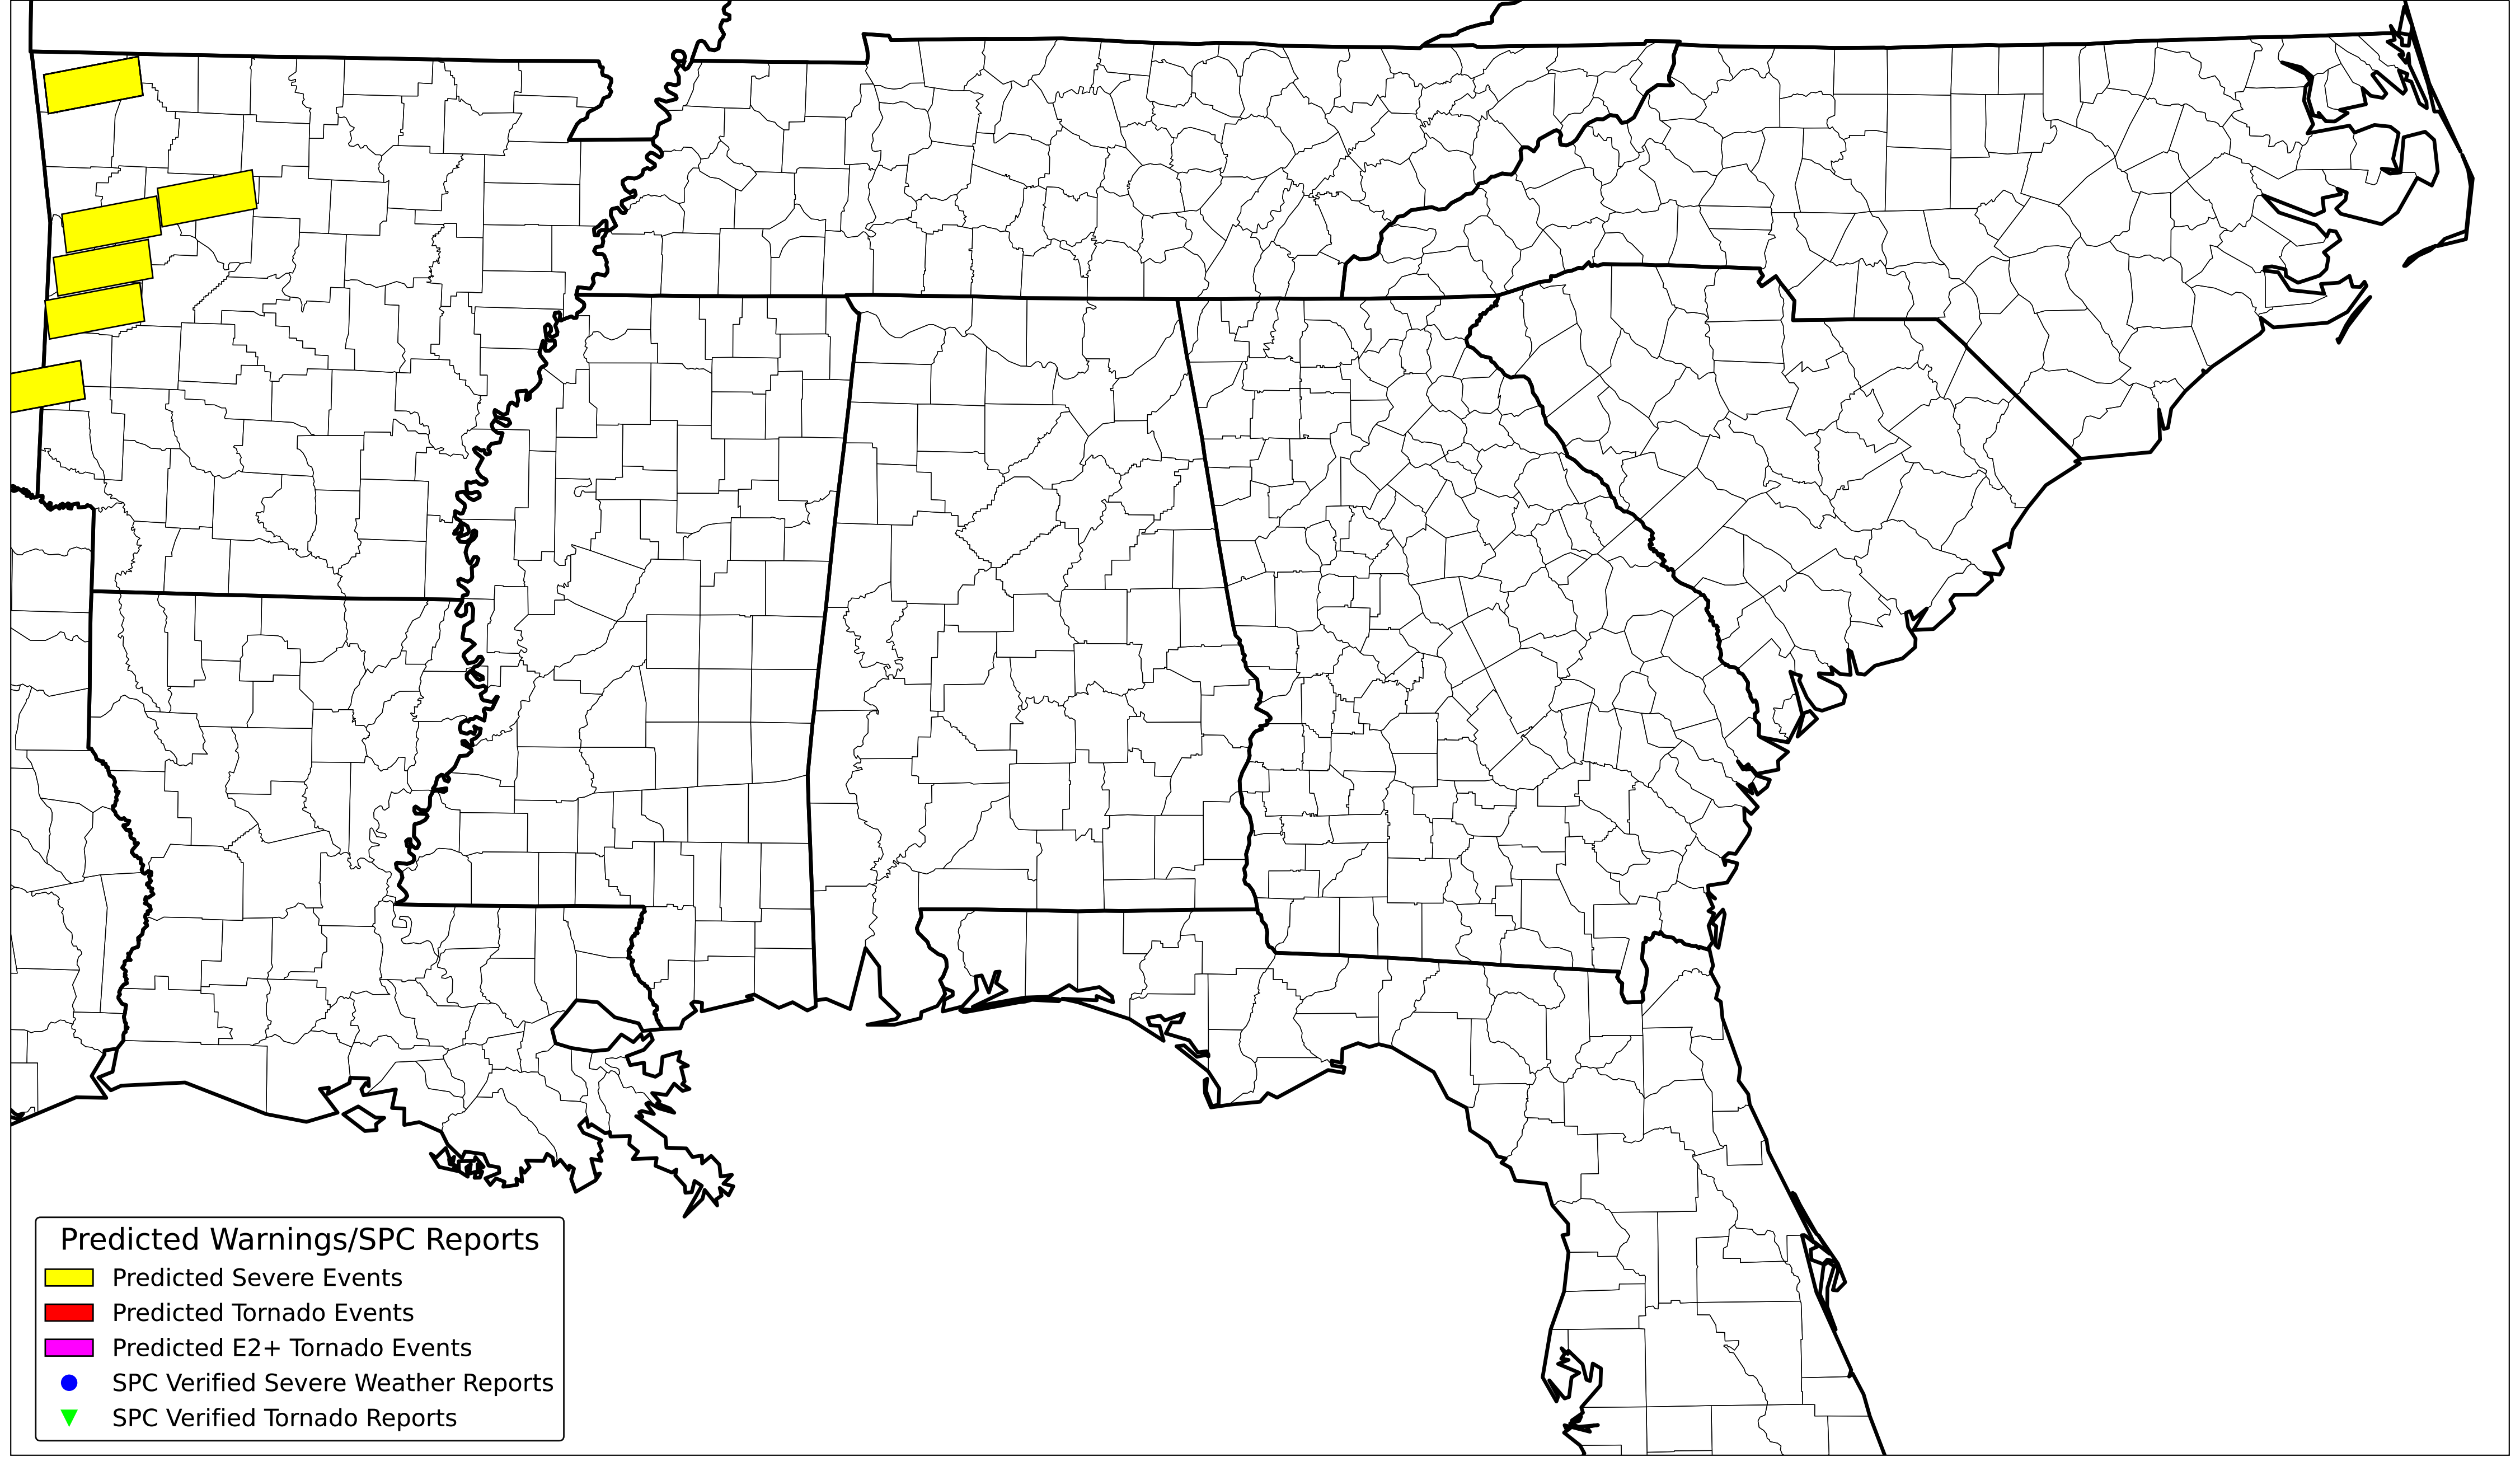 Predicted Warnings/SPC Reports
Predicted Severe Events
Predicted Tornado Events
Predicted E2+ Tornado Events
SPC Verified Severe Weather Reports
SPC Verified Tornado Reports